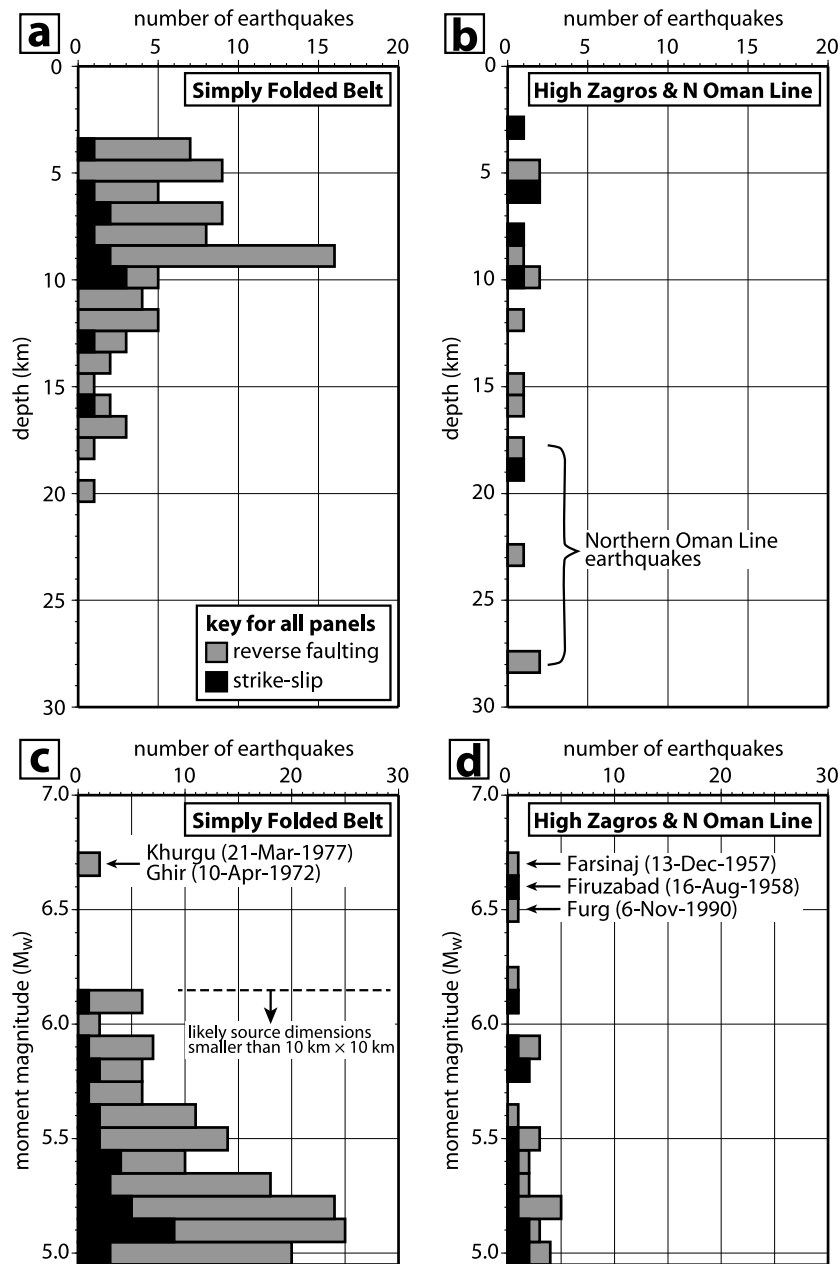 a
number of earthquakes
0 5 10 15 20
Simply Folded Belt
0
5
10
15
20
25
30
depth (km)
key for all panels
reverse faulting
strike-slip
b
number of earthquakes
0 5 10 15 20
High Zagros & N Oman Line
0
5
10
15
20
25
30
depth (km)
Northern Oman Line
earthquakes
c
number of earthquakes
0 10 20 30
Simply Folded Belt
7.0
6.5
6.0
5.5
5.0
moment magnitude (Mw)
Khurgu (21-Mar-1977)
Ghir (10-Apr-1972)
likely source dimensions
smaller than 10 km × 10 km
d
number of earthquakes
0 10 20 30
High Zagros & N Oman Line
7.0
6.5
6.0
5.5
5.0
moment magnitude (Mw)
Farsinaj (13-Dec-1957)
Firuzabad (16-Aug-1958)
Furg (6-Nov-1990)